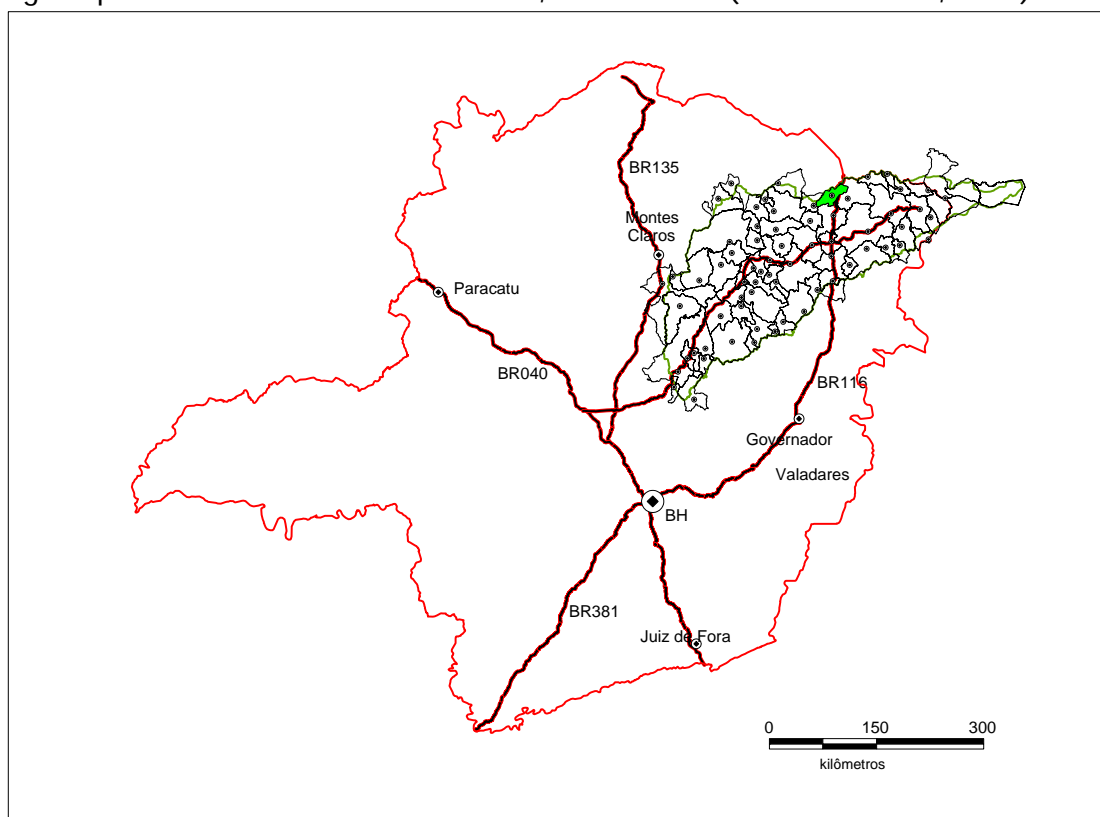 BR135
Montes
Claros
Paracatu
BR040
BR116
Governador
Valadares
BH
BR381
Juiz de Fora
0 150 300
kilômetros